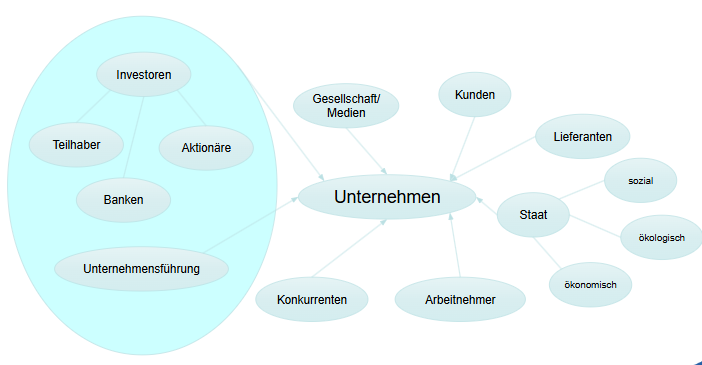 Investoren
Teilhaber
Aktionäre
Banken
Unternehmensführung
Gesellschaft/
Medien
Kunden
Lieferanten
Unternehmen
Staat
sozial
ökologisch
ökonomisch
Konkurrenten
Arbeitnehmer